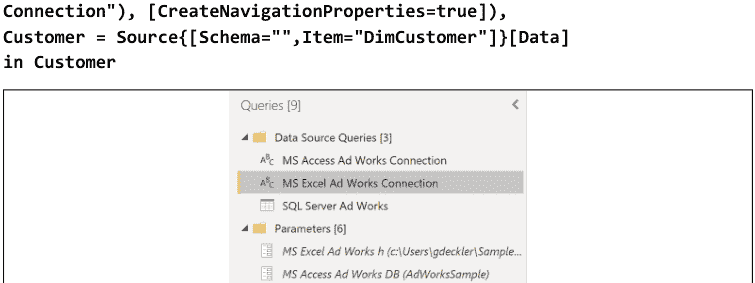 Connection"), [CreateNavigationProperties=true]),
Customer = Source{[Schema="",Item="DimCustomer"]}[Data]
in Customer
Queries [9]
Data Source Queries [3]
ABC MS Access Ad Works Connection
ABC MS Excel Ad Works Connection
SQL Server Ad Works
Parameters [6]
MS Excel Ad Works h (c:\Users\gdeckler\Sample...
MS Access Ad Works DB (AdWorksSample)